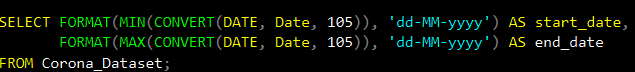 SELECT FORMAT(MIN(CONVERT(DATE, Date, 105)), 'dd-MM-yyyy') AS start_date,
FORMAT(MAX(CONVERT(DATE, Date, 105)), 'dd-MM-yyyy') AS end_date
FROM Corona_Dataset;